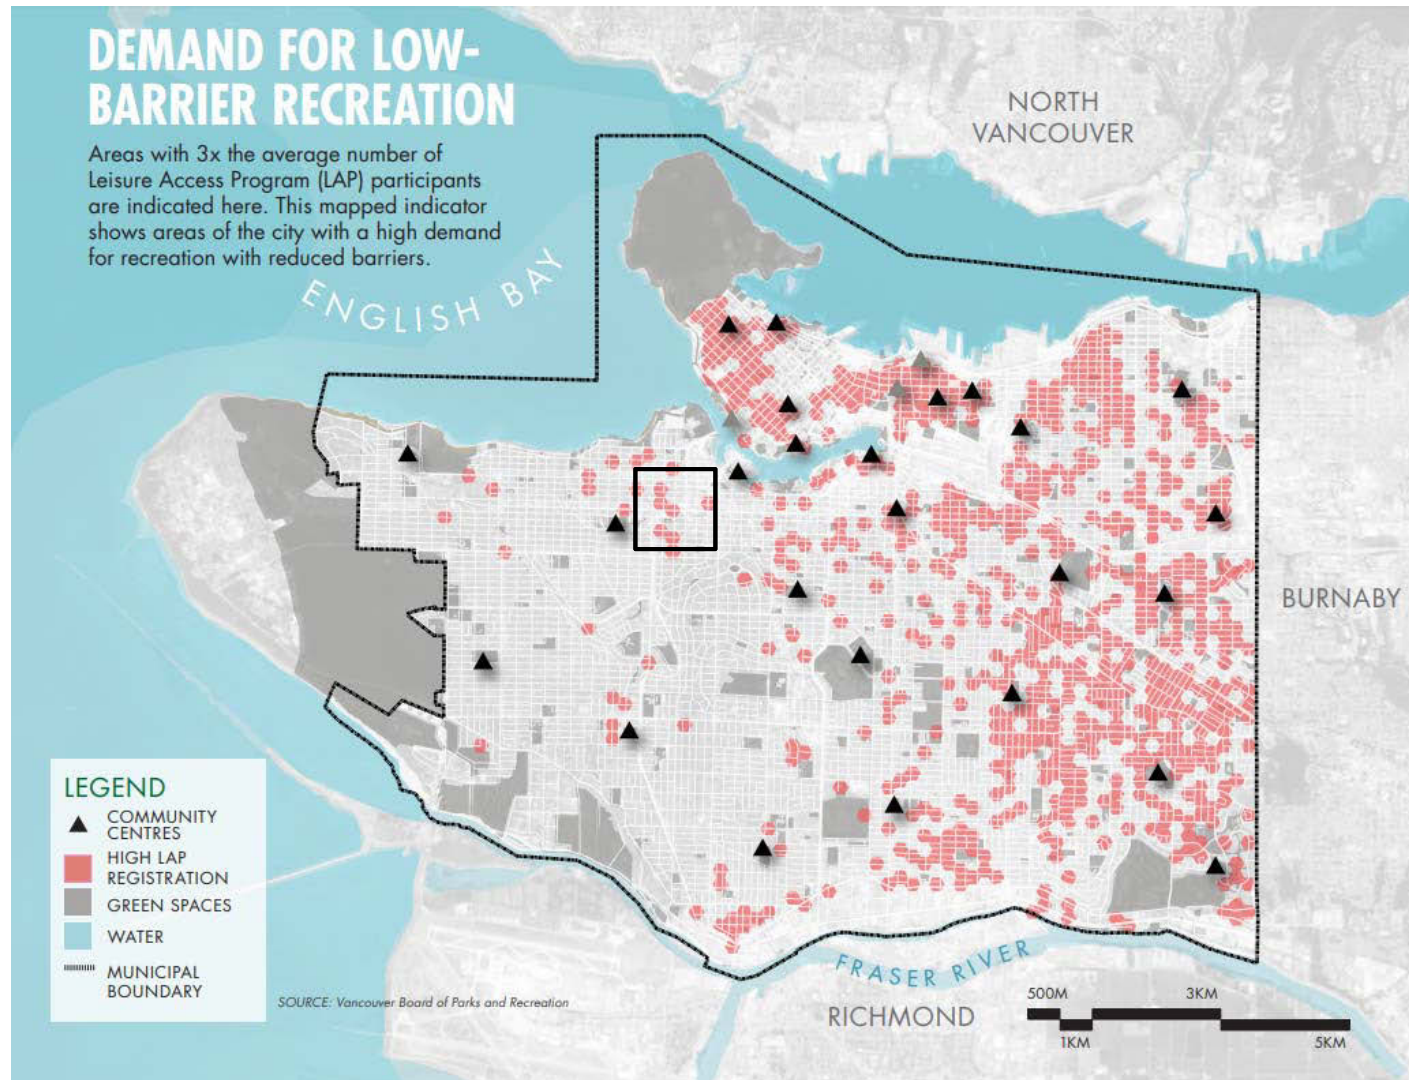 DEMAND FOR LOW-
BARRIER RECREATION
Areas with 3x the average number of
Leisure Access Program (LAP) participants
are indicated here. This mapped indicator
shows areas of the city with a high demand
for recreation with reduced barriers.
NORTH
VANCOUVER
ENGLISH BAY
BURNABY
LEGEND
COMMUNITY
CENTRES
HIGH LAP
REGISTRATION
GREEN SPACES
WATER
MUNICIPAL
BOUNDARY
SOURCE: Vancouver Board of Parks and Recreation
FRASER RIVER
RICHMOND
500M 3KM
1KM 5KM